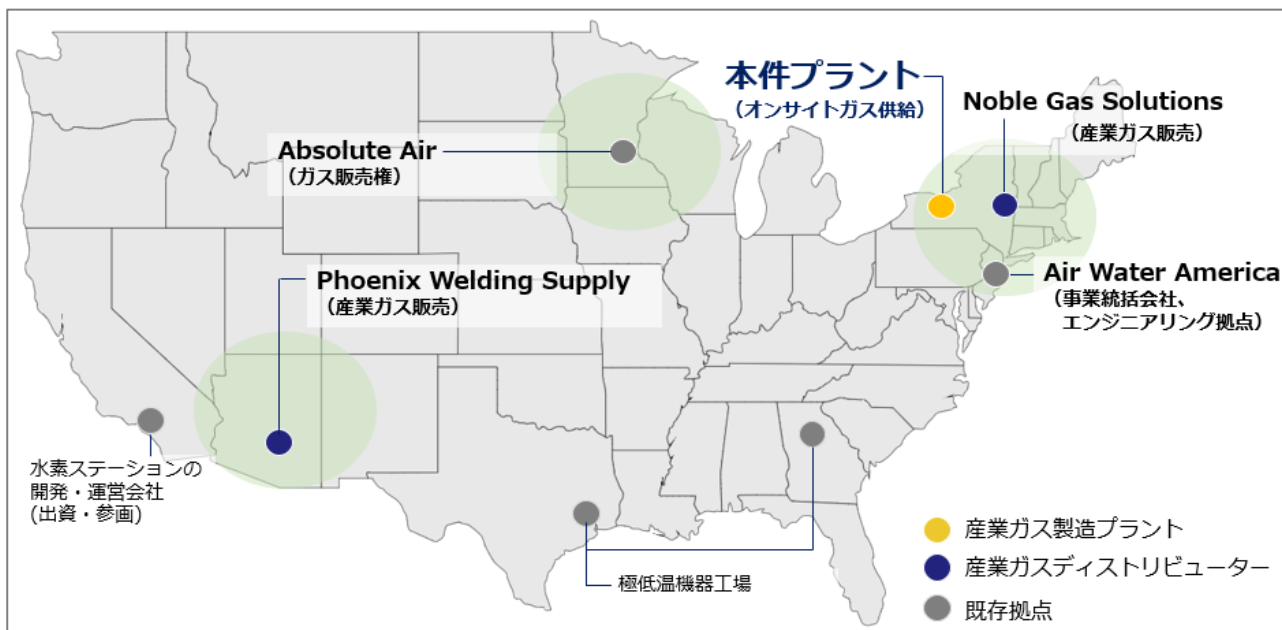 本件プラント
（オンサイトガス供給）
Noble Gas Solutions
（産業ガス販売）
Absolute Air
（ガス販売権）
Phoenix Welding Supply
（産業ガス販売）
Air Water America
（事業統括会社、
エンジニアリング拠点）
水素ステーションの
開発・運営会社
(出資・参画)
極低温機器工場
産業ガス製造プラント
産業ガスディストリビューター
既存拠点